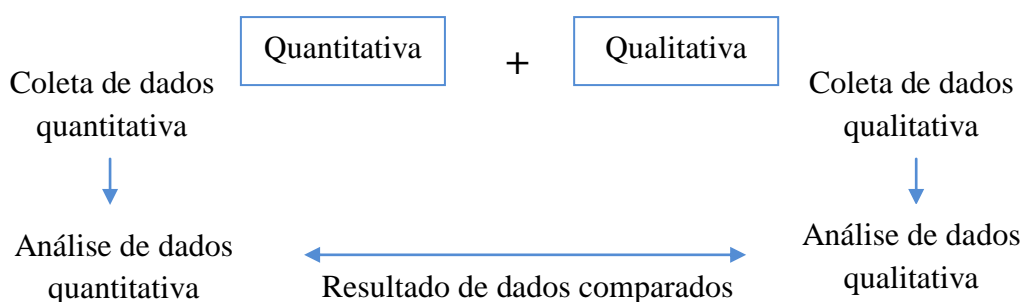 Quantitativa
+
Qualitativa
Coleta de dados
quantitativa
Coleta de dados
qualitativa
Análise de dados
quantitativa
Resultado de dados comparados
Análise de dados
qualitativa